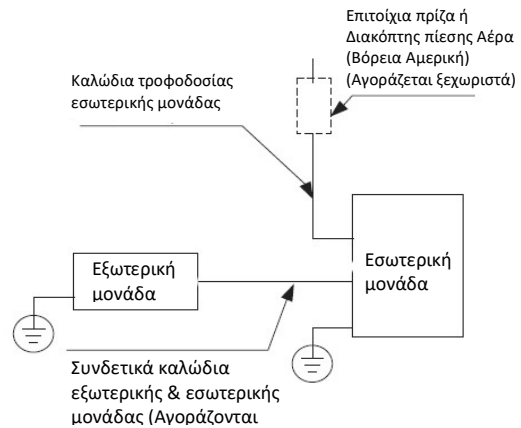 Επιτοίχια πρίζα ή
Διακόπτης πίεσης Αέρα
(Βόρεια Αμερική)
(Αγοράζεται ξεχωριστά)
Καλώδια τροφοδοσίας
εσωτερικής μονάδας
Εξωτερική
μονάδα
Εσωτερική
μονάδα
Συνδετικά καλώδια
εξωτερικής & εσωτερικής
μονάδας (Αγοράζονται